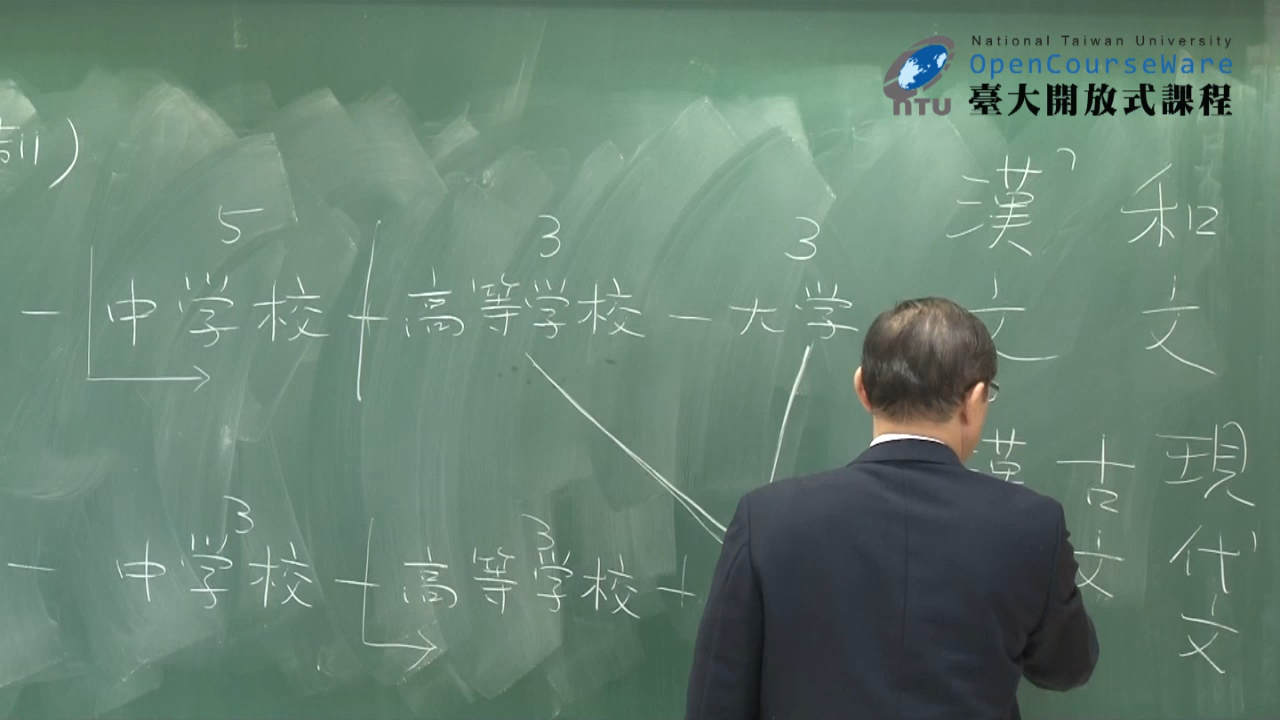 National Taiwan University
OpenCourseWare
臺大開放式課程
NTU
制)
5 3 3
－中学校－高等学校－大学
3 3
－中学校－高等学校－
和文
漢文
現代文
古文
漢